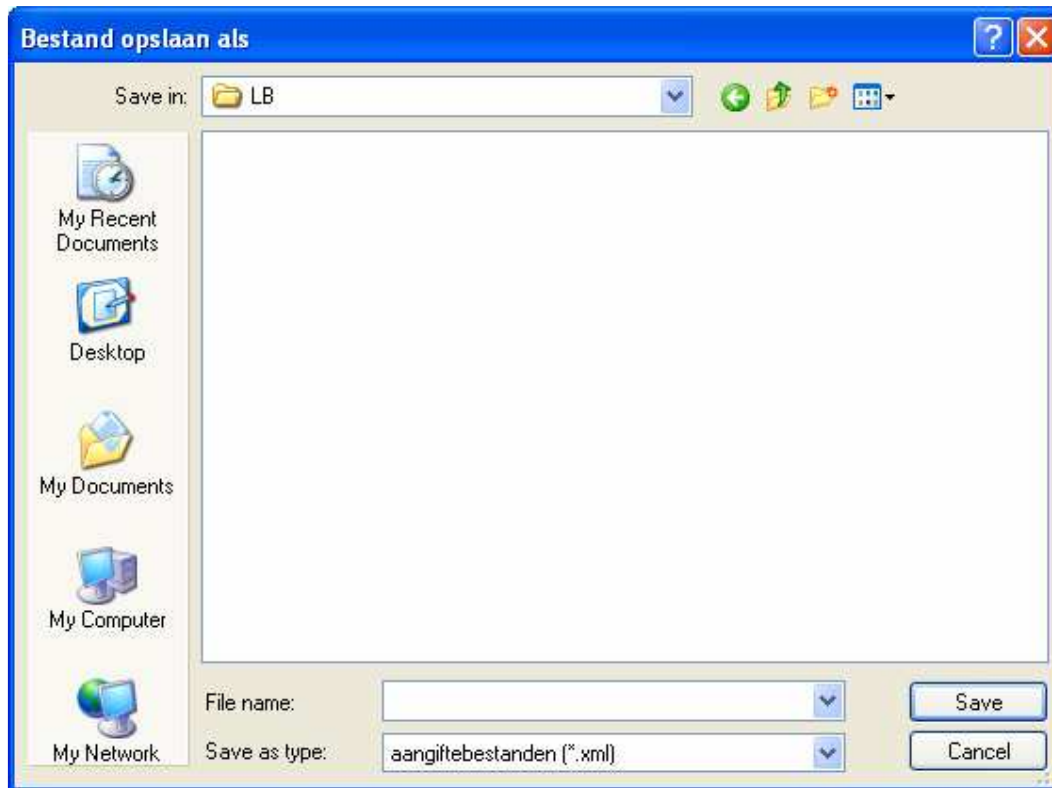 Bestand opslaan als
Save in:
LB
My Recent
Documents
Desktop
My Documents
My Computer
My Network
File name:
Save
Save as type:
aangiftebestanden (*.xml)
Cancel